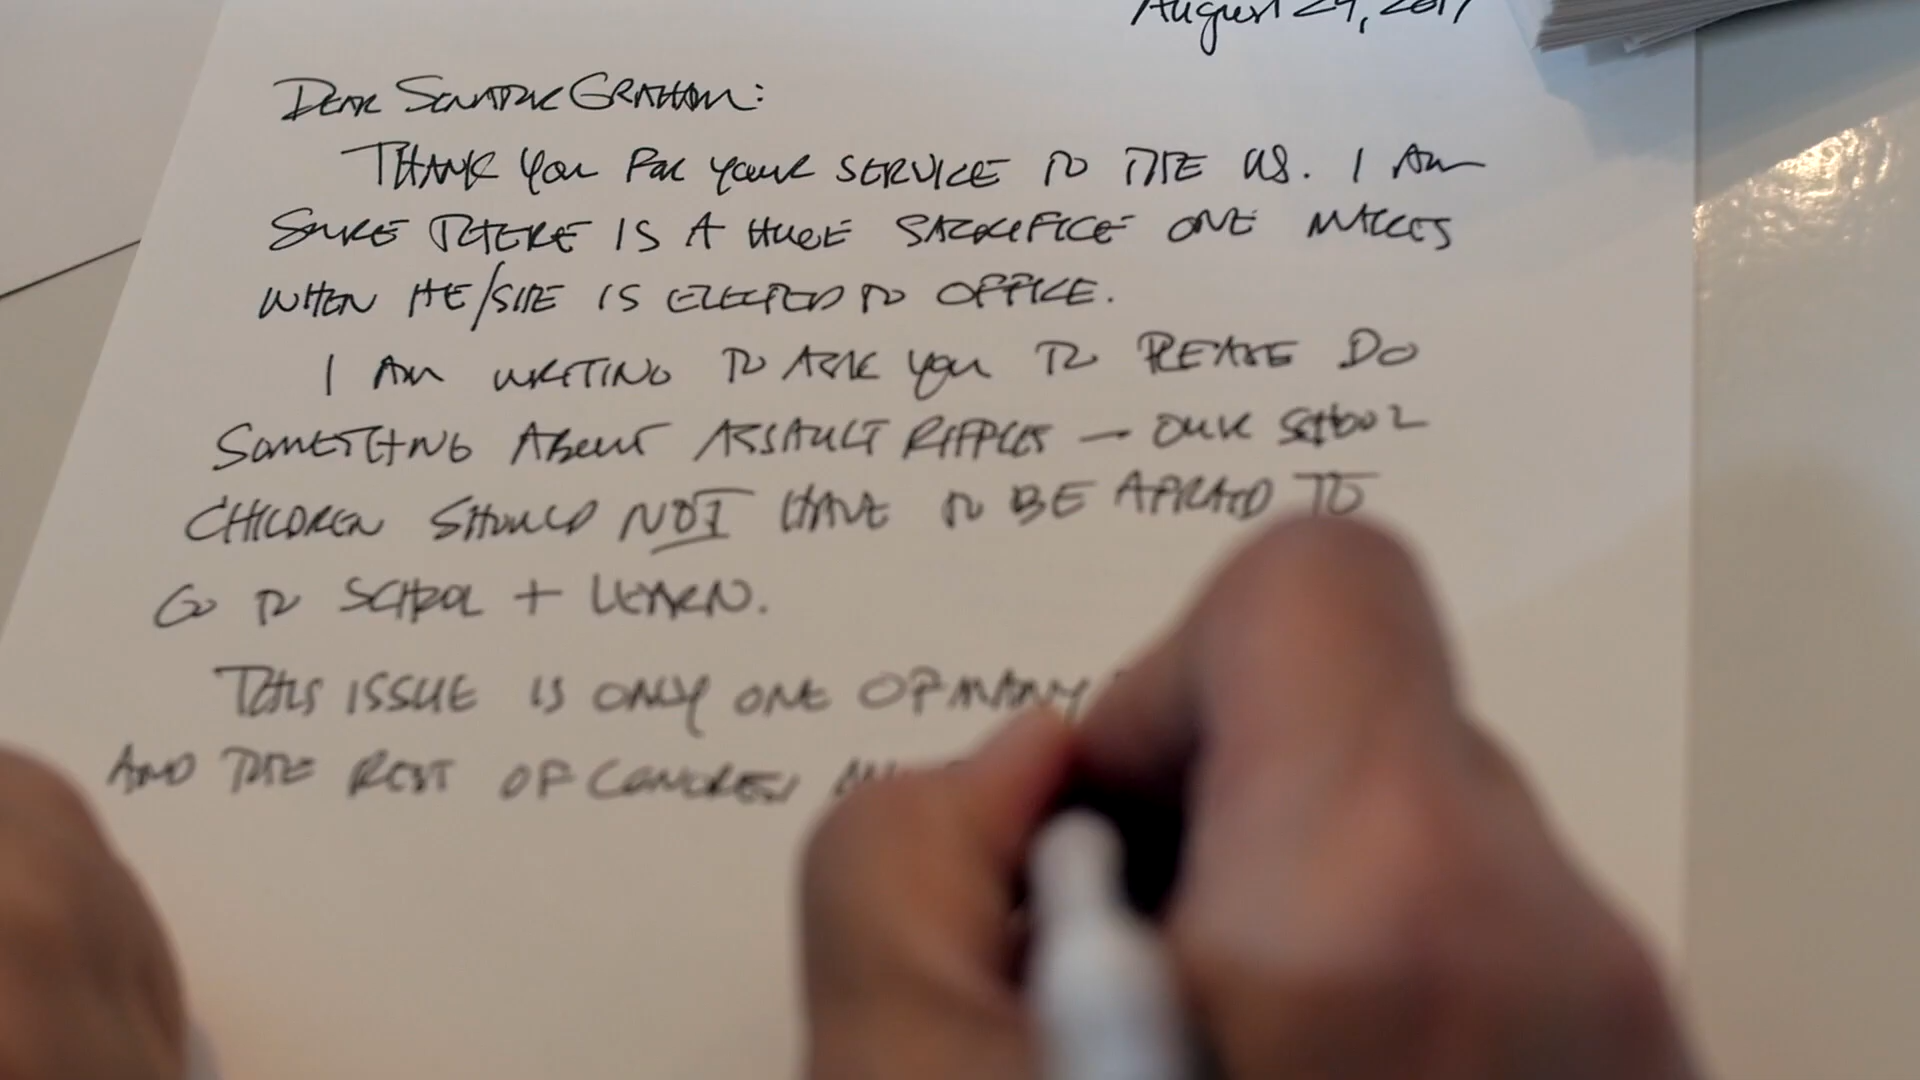 August 29, 2017
DEAR SENATOR GRAHAM:
THANK YOU FOR YOUR SERVICE TO THE US. I AM
SURE THERE IS A HUGE SACRIFICE ONE MAKES
WHEN HE/SHE IS ELECTED TO OFFICE.
I AM WRITING TO ASK YOU TO PLEASE DO
SOMETHING ABOUT ASSAULT RIFFLES — OUR SCHOOL
CHILDREN SHOULD NOT HAVE TO BE AFRAID TO
GO TO SCHOOL + LEARN.
THIS ISSUE IS ONLY ONE OF MANY
AND THE REST OF CONGRESS